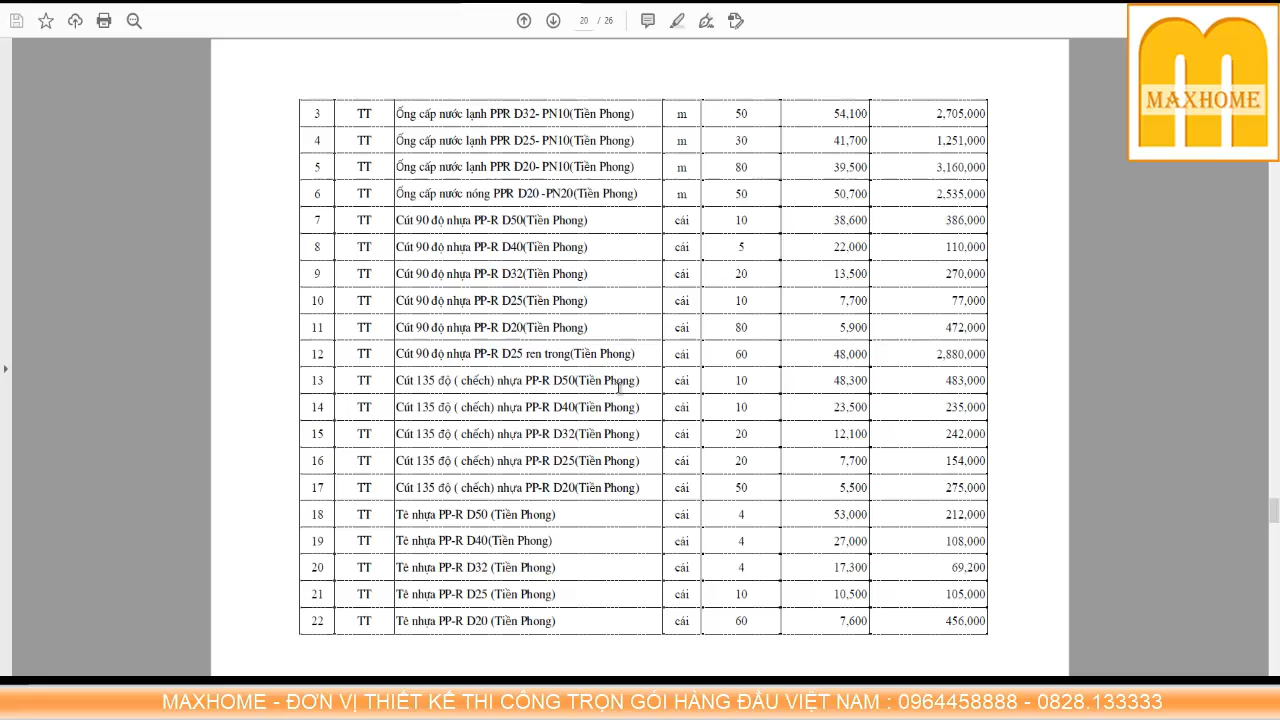 20 / 26
MAXHOME
3 TT Ống cấp nước lạnh PPR D32- PN10(Tiền Phong) m 50 54,100 2,705,000
4 TT Ống cấp nước lạnh PPR D25- PN10(Tiền Phong) m 30 41,700 1,251,000
5 TT Ống cấp nước lạnh PPR D20- PN10(Tiền Phong) m 80 39,500 3,160,000
6 TT Ống cấp nước nóng PPR D20 -PN20(Tiền Phong) m 50 50,700 2,535,000
7 TT Cút 90 độ nhựa PP-R D50(Tiền Phong) cái 10 38,600 386,000
8 TT Cút 90 độ nhựa PP-R D40(Tiền Phong) cái 5 22,000 110,000
9 TT Cút 90 độ nhựa PP-R D32(Tiền Phong) cái 20 13,500 270,000
10 TT Cút 90 độ nhựa PP-R D25(Tiền Phong) cái 10 7,700 77,000
11 TT Cút 90 độ nhựa PP-R D20(Tiền Phong) cái 80 5,900 472,000
12 TT Cút 90 độ nhựa PP-R D25 ren trong(Tiền Phong) cái 60 48,000 2,880,000
13 TT Cút 135 độ ( chếch) nhựa PP-R D50(Tiền Phong) cái 10 48,300 483,000
14 TT Cút 135 độ ( chếch) nhựa PP-R D40(Tiền Phong) cái 10 23,500 235,000
15 TT Cút 135 độ ( chếch) nhựa PP-R D32(Tiền Phong) cái 20 12,100 242,000
16 TT Cút 135 độ ( chếch) nhựa PP-R D25(Tiền Phong) cái 20 7,700 154,000
17 TT Cút 135 độ ( chếch) nhựa PP-R D20(Tiền Phong) cái 50 5,500 275,000
18 TT Tê nhựa PP-R D50 (Tiền Phong) cái 4 53,000 212,000
19 TT Tê nhựa PP-R D40(Tiền Phong) cái 4 27,000 108,000
20 TT Tê nhựa PP-R D32 (Tiền Phong) cái 4 17,300 69,200
21 TT Tê nhựa PP-R D25 (Tiền Phong) cái 10 10,500 105,000
22 TT Tê nhựa PP-R D20 (Tiền Phong) cái 60 7,600 456,000
MAXHOME - ĐƠN VỊ THIẾT KẾ THI CÔNG TRỌN GÓI HÀNG ĐẦU VIỆT NAM : 0964458888 - 0828.133333